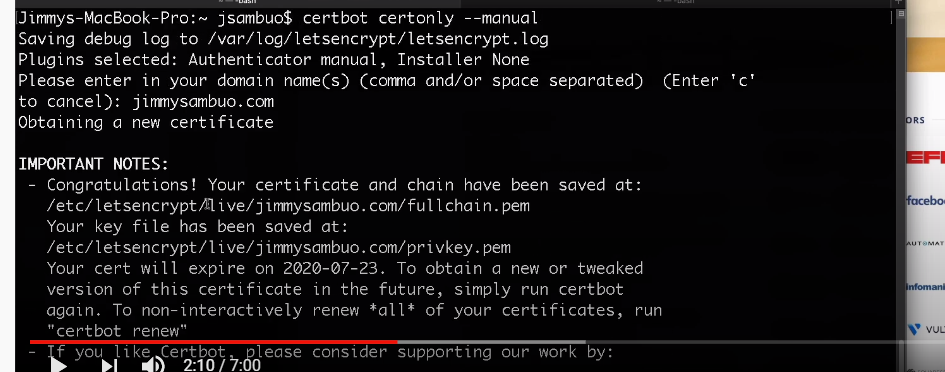 Jimmys-MacBook-Pro:~ jsambuo$ certbot certonly --manual
Saving debug log to /var/log/letsencrypt/letsencrypt.log
Plugins selected: Authenticator manual, Installer None
Please enter in your domain name(s) (comma and/or space separated)  (Enter 'c'
to cancel): jimmysambuo.com
Obtaining a new certificate
IMPORTANT NOTES:
- Congratulations! Your certificate and chain have been saved at:
/etc/letsencrypt/live/jimmysambuo.com/fullchain.pem
Your key file has been saved at:
/etc/letsencrypt/live/jimmysambuo.com/privkey.pem
Your cert will expire on 2020-07-23. To obtain a new or tweaked
version of this certificate in the future, simply run certbot
again. To non-interactively renew *all* of your certificates, run
"certbot renew"
- If you like Certbot, please consider supporting our work by:
2:10 / 7:00
ORS
EFF
facebo
AUTOMAT
infomani
VULT